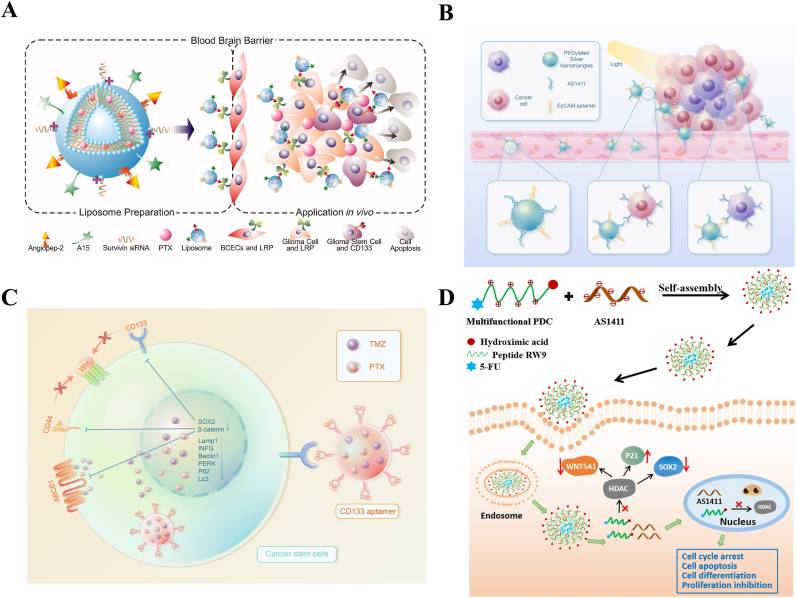 A
Blood Brain Barrier
Liposome Preparation
Application in vivo
Angiopep-2
A15
Survivin siRNA
PTX
Liposome
BCECs and LRP
Glioma Cell
and LRP
Glioma Stem Cell
and CD133
Cell
Apoptosis
B
PEGylated
Silver
Nanotriangles
AS1411
Cancer
cell
EpCAM aptamer
Light
C
CD133
Wnt
CD44
ABCB1
SOX2
β-catenin
Lamp1
INFG
Beclin1
PERK
P62
Lc3
TMZ
PTX
CD133 aptamer
Cancer stem cells
D
Multifunctional PDC
+
AS1411
Self-assembly
Hydroximic acid
Peptide RW9
5-FU
Endosome
WNT5A1
P21
SOX2
HDAC
AS1411
HDAC
Nucleus
Cell cycle arrest
Cell apoptosis
Cell differentiation
Proliferation inhibition